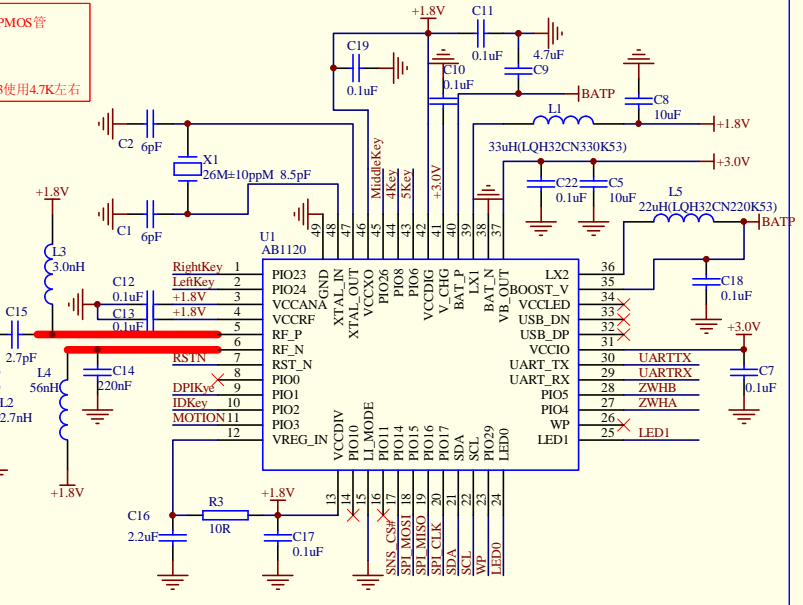 PMOS管
使用4.7K左右
+1.8V
C11
0.1uF
4.7uF
C19
0.1uF
C10
0.1uF
C9
BATP
C8
10uF
L1
+1.8V
33uH(LQH32CN330K53)
C2
6pF
X1
26M±10ppM 8.5pF
C1
6pF
MiddleKey
4Key
5Key
+3.0V
+3.0V
C22
0.1uF
C5
10uF
L5
22uH(LQH32CN220K53)
BATP
C18
0.1uF
+1.8V
L3
3.0nH
U1
AB1120
49 48 47 46 45 44 43 42 41 40 39 38 37
GND XTAL_IN XTAL_OUT VCCXO PIO26 PIO8 PIO6 VCCDIG V_CHG BAT_P LX1 BAT_N VB_OUT
RightKey 1 PIO23
LeftKey 2 PIO24
+1.8V 3 VCCANA
+1.8V 4 VCCRF
5 RF_P
6 RF_N
RSTN 7 RST_N
8 PIO0
DPIKye 9 PIO1
IDKey 10 PIO2
MOTION 11 PIO3
12 VREG_IN
LX2 36
BOOST_V 35
VCCLED 34
USB_DN 33
USB_DP 32
VCCIO 31
UART_TX 30 UARTTX
UART_RX 29 UARTRX
PIO5 28 ZWHB
PIO4 27 ZWHA
WP 26
LED1 25 LED1
+3.0V
C7
0.1uF
C12
0.1uF
C13
0.1uF
C15
2.7pF
C14
220nF
L4
56nH
L2
2.7nH
+1.8V
VCCDIV PIO10 LI_MODE PIO11 PIO14 PIO15 PIO16 PIO17 SDA SCL PIO29 LED0
13 14 15 16 17 18 19 20 21 22 23 24
SNS_CS# SPI_MOSI SPI_MISO SPI_CLK SDA SCL WP LED0
C16
2.2uF
R3
10R
+1.8V
C17
0.1uF